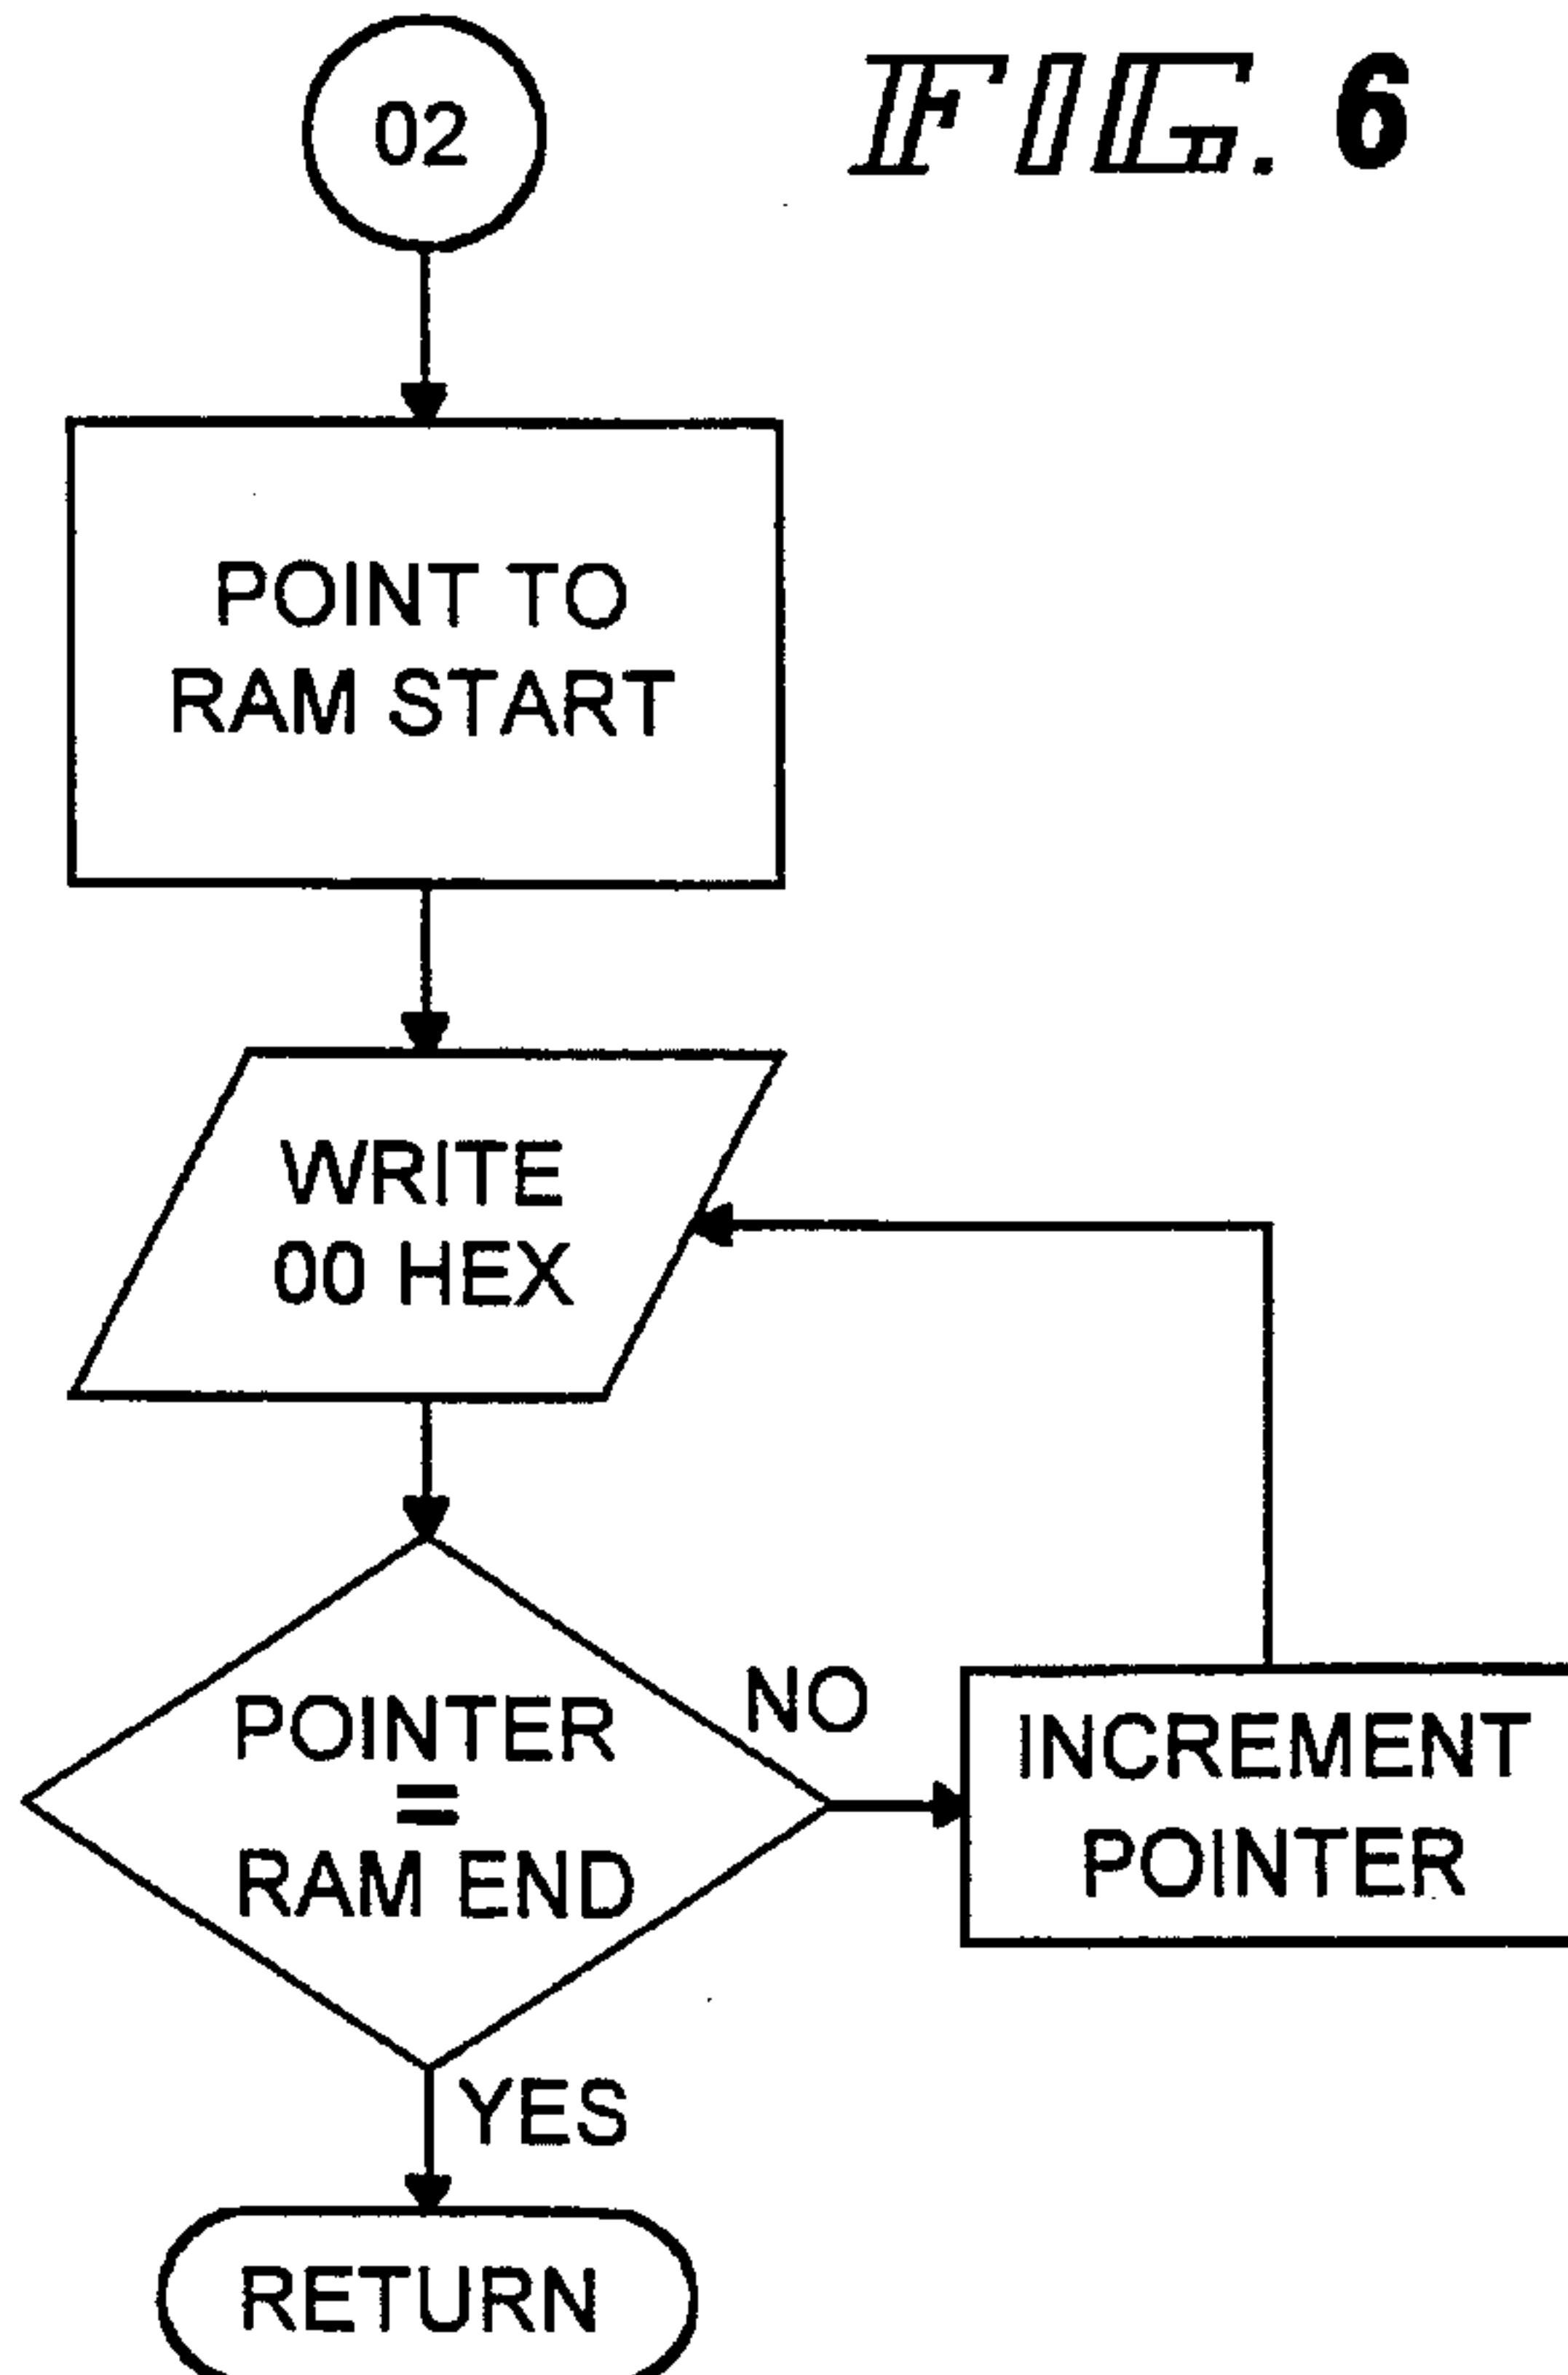 02
FIG. 6
POINT TO
RAM START
WRITE
00 HEX
POINTER
=
RAM END
NO
INCREMENT
POINTER
YES
RETURN